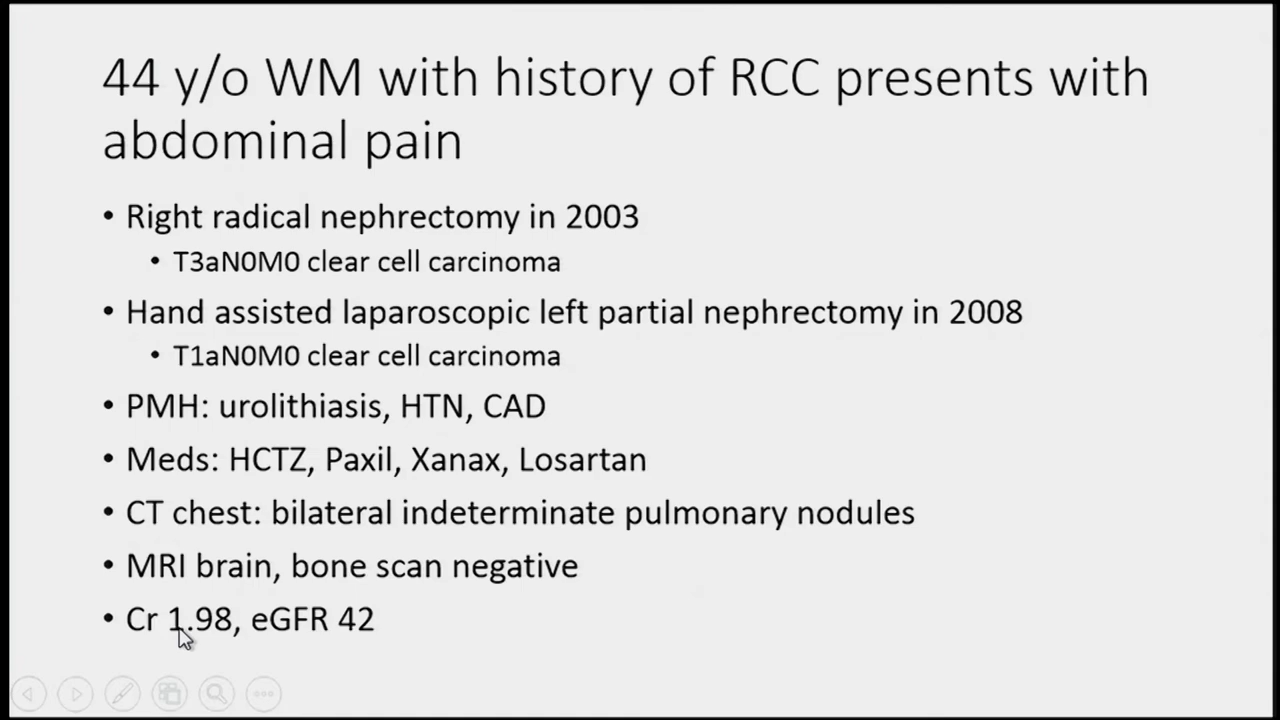 44 y/o WM with history of RCC presents with
abdominal pain
• Right radical nephrectomy in 2003
• T3aN0M0 clear cell carcinoma
• Hand assisted laparoscopic left partial nephrectomy in 2008
• T1aN0M0 clear cell carcinoma
• PMH: urolithiasis, HTN, CAD
• Meds: HCTZ, Paxil, Xanax, Losartan
• CT chest: bilateral indeterminate pulmonary nodules
• MRI brain, bone scan negative
• Cr 1.98, eGFR 42